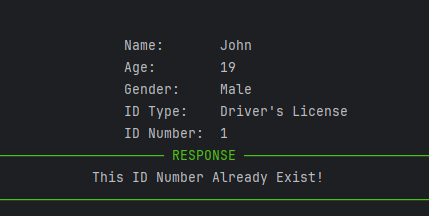 Name: John
Age: 19
Gender: Male
ID Type: Driver's License
ID Number: 1
RESPONSE
This ID Number Already Exist!